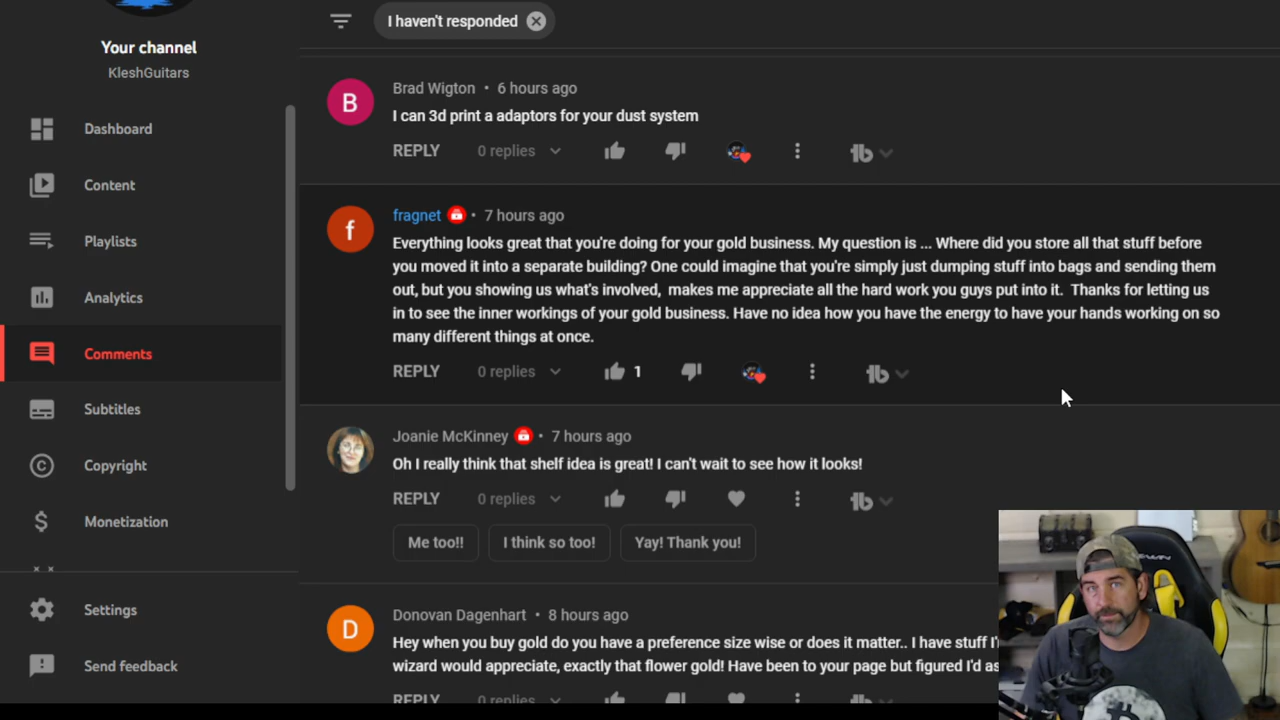 I haven't responded
Your channel
KleshGuitars
Dashboard
Content
Playlists
Analytics
Comments
Subtitles
Copyright
Monetization
Settings
Send feedback
B
Brad Wigton • 6 hours ago
I can 3d print a adaptors for your dust system
REPLY 0 replies
f
fragnet • 7 hours ago
Everything looks great that you're doing for your gold business. My question is ... Where did you store all that stuff before
you moved it into a separate building? One could imagine that you're simply just dumping stuff into bags and sending them
out, but you showing us what's involved, makes me appreciate all the hard work you guys put into it. Thanks for letting us
in to see the inner workings of your gold business. Have no idea how you have the energy to have your hands working on so
many different things at once.
REPLY 0 replies 1
Joanie McKinney • 7 hours ago
Oh I really think that shelf idea is great! I can't wait to see how it looks!
REPLY 0 replies
Me too!! I think so too! Yay! Thank you!
D
Donovan Dagenhart • 8 hours ago
Hey when you buy gold do you have a preference size wise or does it matter.. I have stuff
wizard would appreciate, exactly that flower gold! Have been to your page but figured I'd
REPLY 0 replies